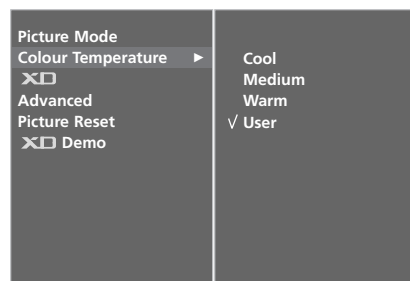 Picture Mode
Colour Temperature ►
XD
Advanced
Picture Reset
XD Demo
Cool
Medium
Warm
√ User